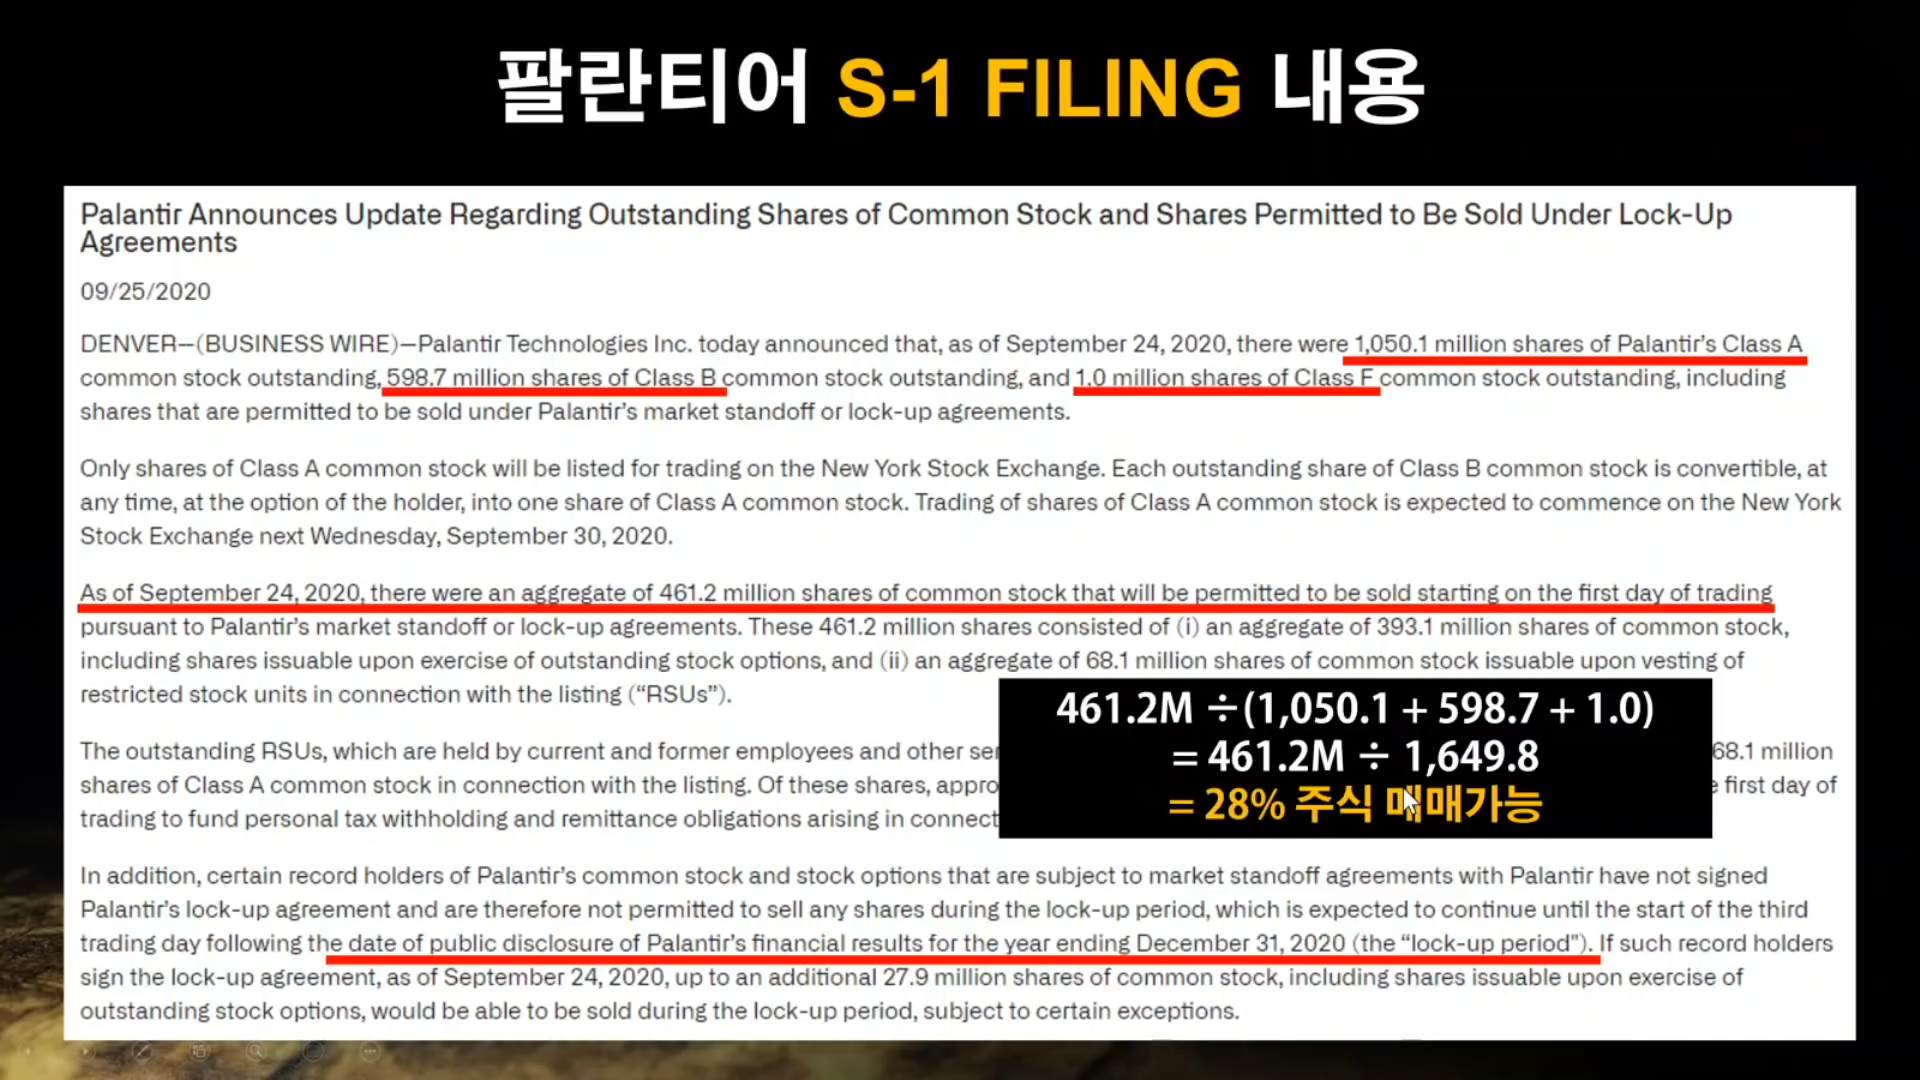 팔란티어 S-1 FILING 내용
Palantir Announces Update Regarding Outstanding Shares of Common Stock and Shares Permitted to Be Sold Under Lock-Up
Agreements
09/25/2020
DENVER—(BUSINESS WIRE)—Palantir Technologies Inc. today announced that, as of September 24, 2020, there were 1,050.1 million shares of Palantir's Class A
common stock outstanding, 598.7 million shares of Class B common stock outstanding, and 1.0 million shares of Class F common stock outstanding, including
shares that are permitted to be sold under Palantir's market standoff or lock-up agreements.
Only shares of Class A common stock will be listed for trading on the New York Stock Exchange. Each outstanding share of Class B common stock is convertible, at
any time, at the option of the holder, into one share of Class A common stock. Trading of shares of Class A common stock is expected to commence on the New York
Stock Exchange next Wednesday, September 30, 2020.
As of September 24, 2020, there were an aggregate of 461.2 million shares of common stock that will be permitted to be sold starting on the first day of trading
pursuant to Palantir's market standoff or lock-up agreements. These 461.2 million shares consisted of (i) an aggregate of 393.1 million shares of common stock,
including shares issuable upon exercise of outstanding stock options, and (ii) an aggregate of 68.1 million shares of common stock issuable upon vesting of
restricted stock units in connection with the listing ("RSUs").
461.2M ÷(1,050.1 + 598.7 + 1.0)
= 461.2M ÷ 1,649.8
= 28% 주식 매매가능
The outstanding RSUs, which are held by current and former employees and other ser 68.1 million
shares of Class A common stock in connection with the listing. Of these shares, appro first day of
trading to fund personal tax withholding and remittance obligations arising in connect
In addition, certain record holders of Palantir's common stock and stock options that are subject to market standoff agreements with Palantir have not signed
Palantir's lock-up agreement and are therefore not permitted to sell any shares during the lock-up period, which is expected to continue until the start of the third
trading day following the date of public disclosure of Palantir's financial results for the year ending December 31, 2020 (the "lock-up period"). If such record holders
sign the lock-up agreement, as of September 24, 2020, up to an additional 27.9 million shares of common stock, including shares issuable upon exercise of
outstanding stock options, would be able to be sold during the lock-up period, subject to certain exceptions.